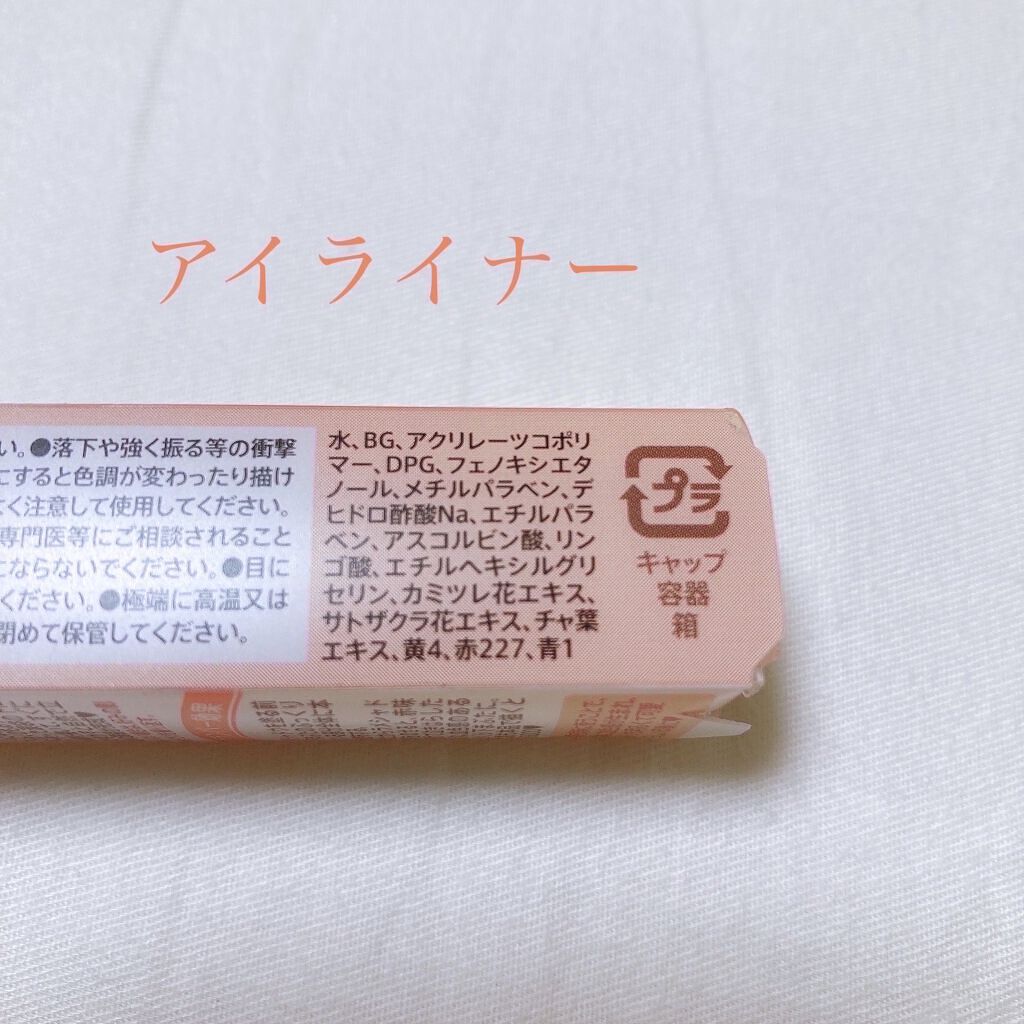 アイライナー
い。●落下や強く振る等の衝撃
にすると色調が変わったり描け
く注意して使用してください。
専門医等にご相談されること
にならないでください。●目に
ください。●極端に高温又は
閉めて保管してください。
水、BG、アクリレーツコポリ
マー、DPG、フェノキシエタ
ノール、メチルパラベン、デ
ヒドロ酢酸Na、エチルパラ
ベン、アスコルビン酸、リン
ゴ酸、エチルヘキシルグリ
セリン、カミツレ花エキス、
サトザクラ花エキス、チャ葉
エキス、黄4、赤227、青1
プラ
キャップ
容器
箱